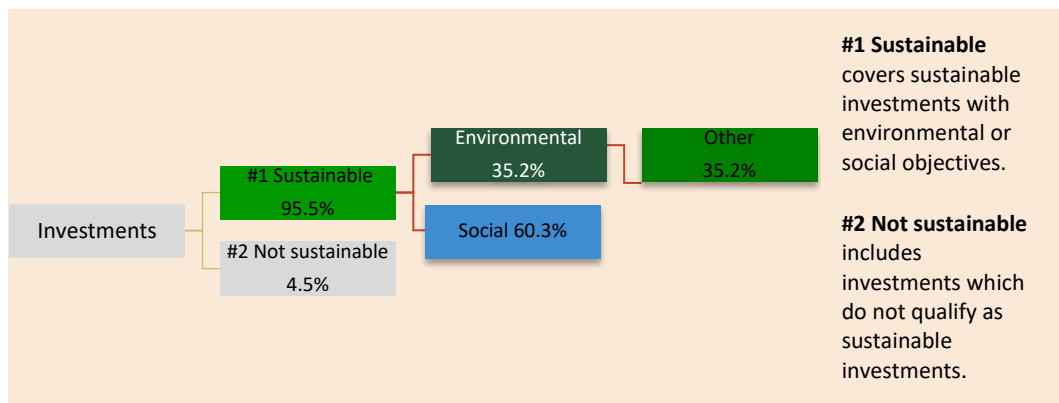 Investments
#1 Sustainable
95.5%
#2 Not sustainable
4.5%
Environmental
35.2%
Social 60.3%
Other
35.2%
#1 Sustainable
covers sustainable
investments with
environmental or
social objectives.
#2 Not sustainable
includes
investments which
do not qualify as
sustainable
investments.